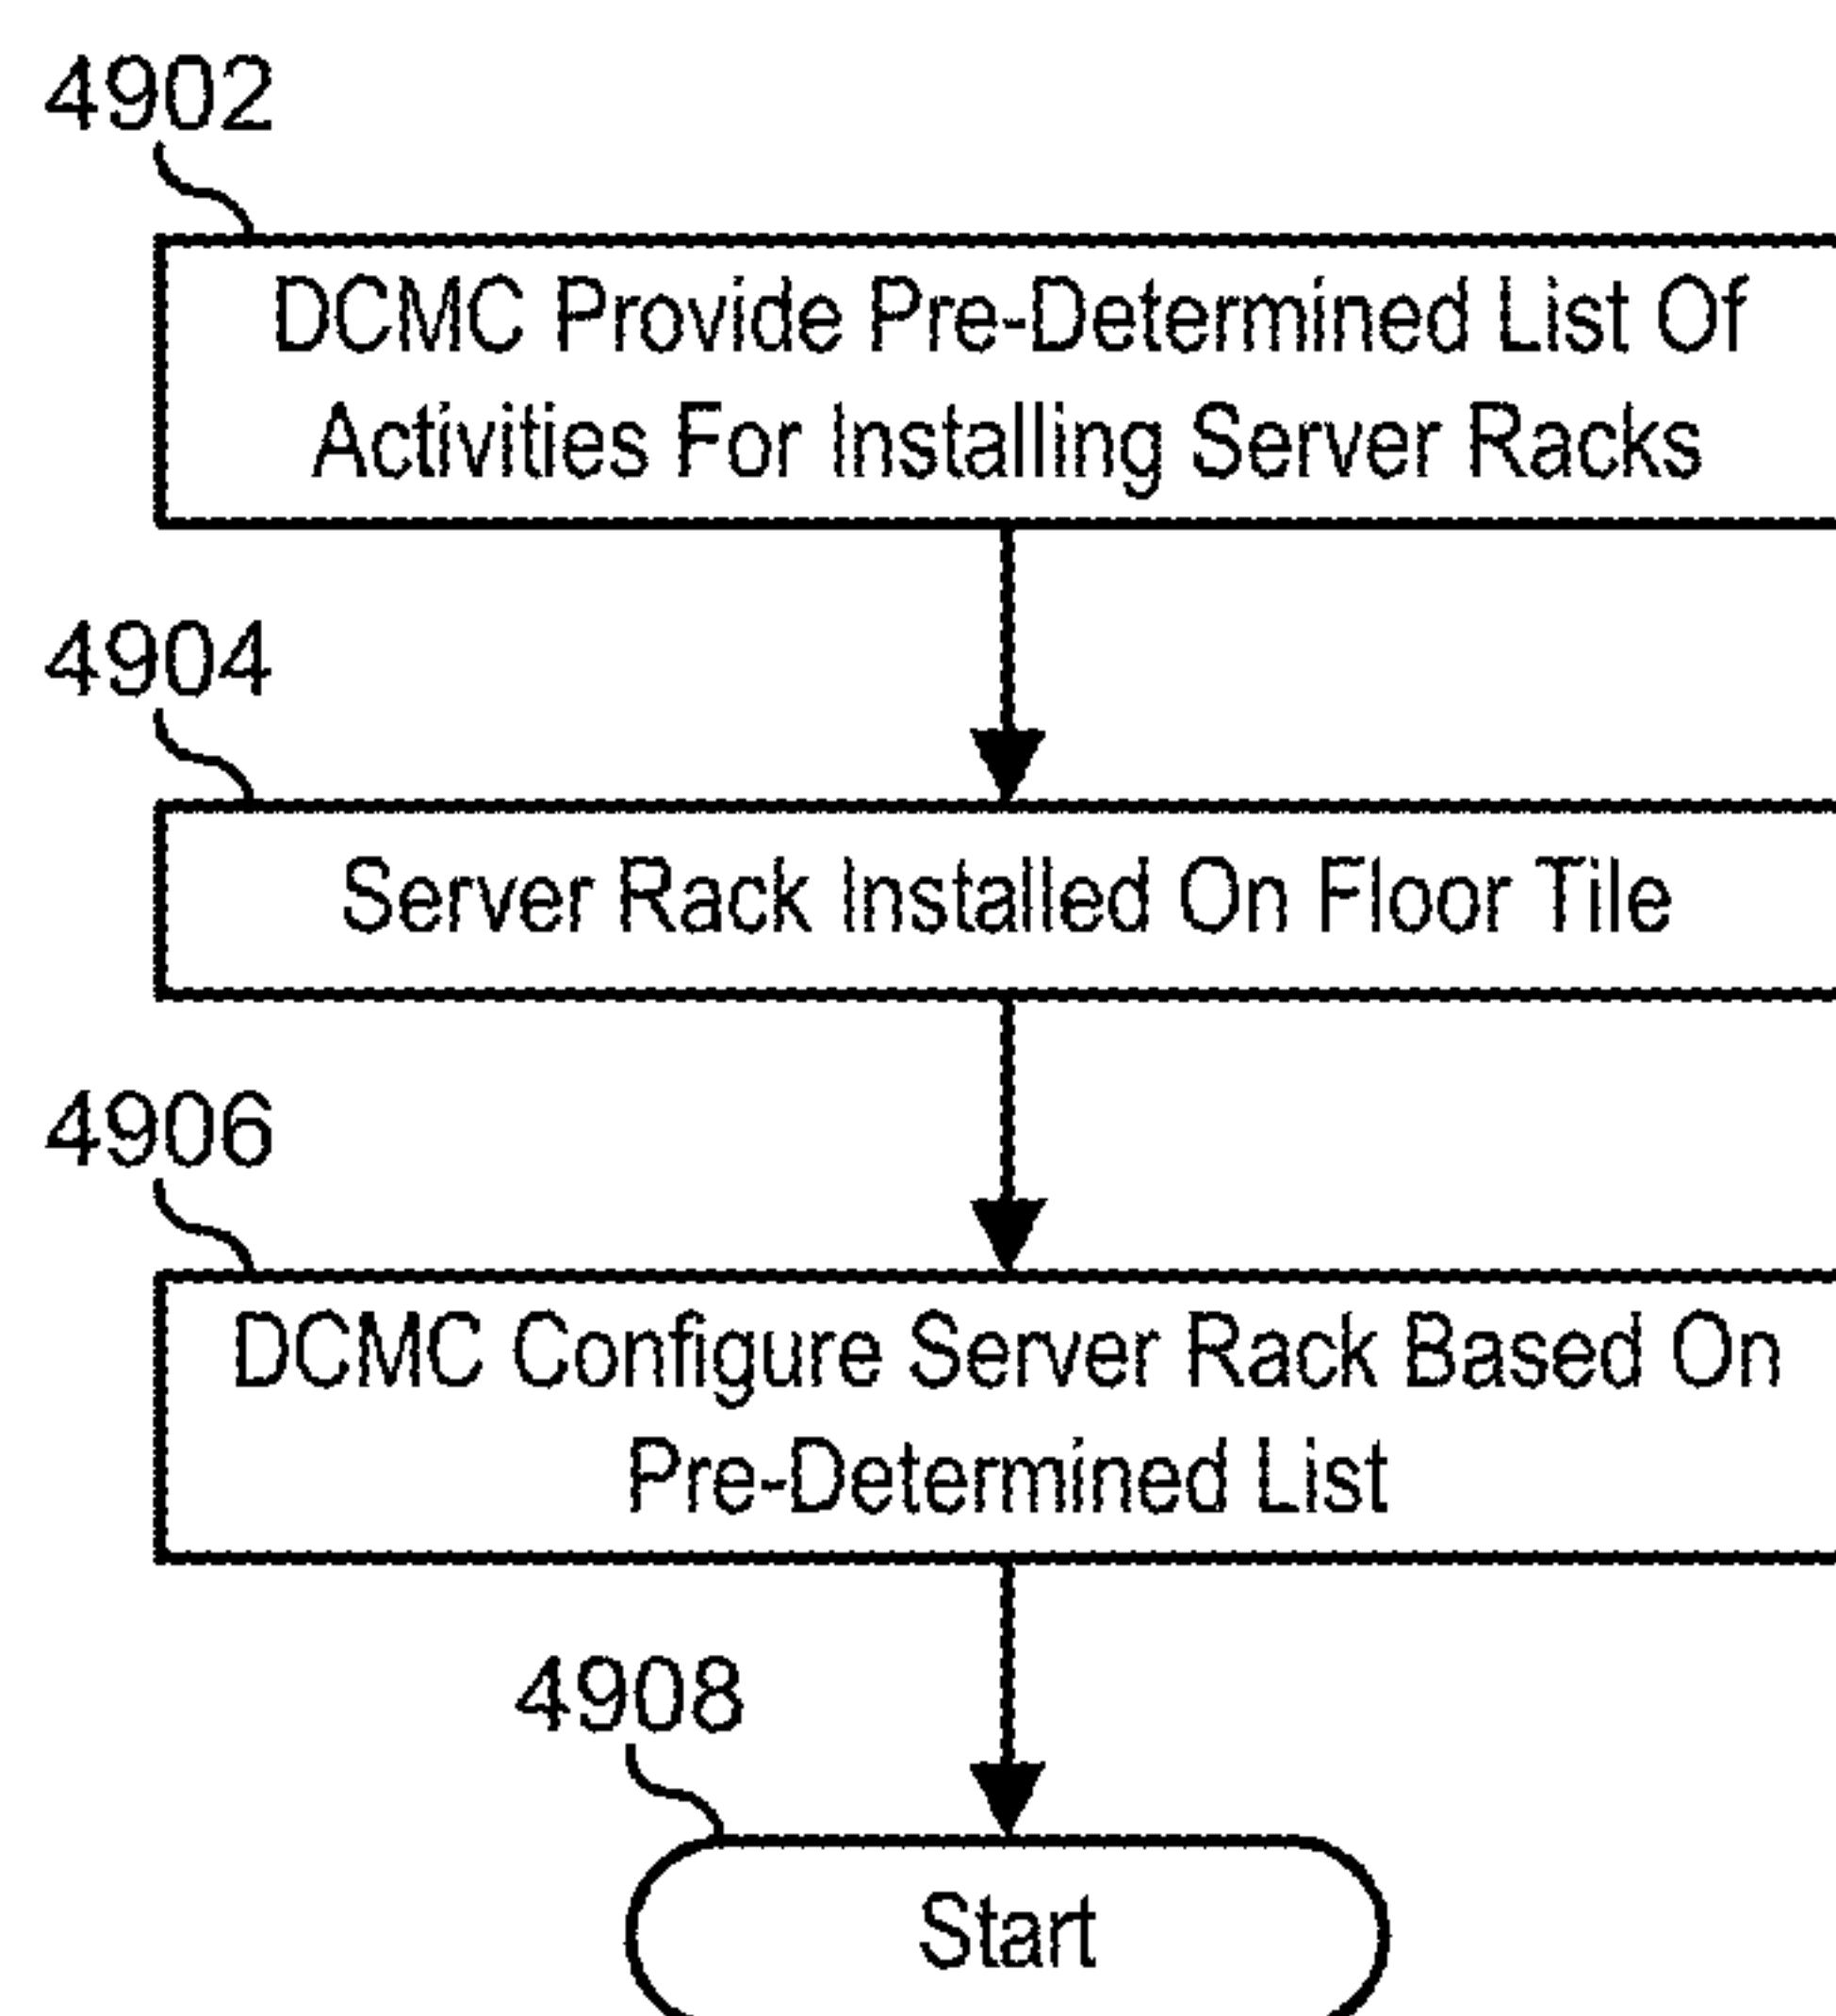 4902
DCMC Provide Pre-Determined List Of
Activities For Installing Server Racks
4904
Server Rack Installed On Floor Tile
4906
DCMC Configure Server Rack Based On
Pre-Determined List
4908
Start